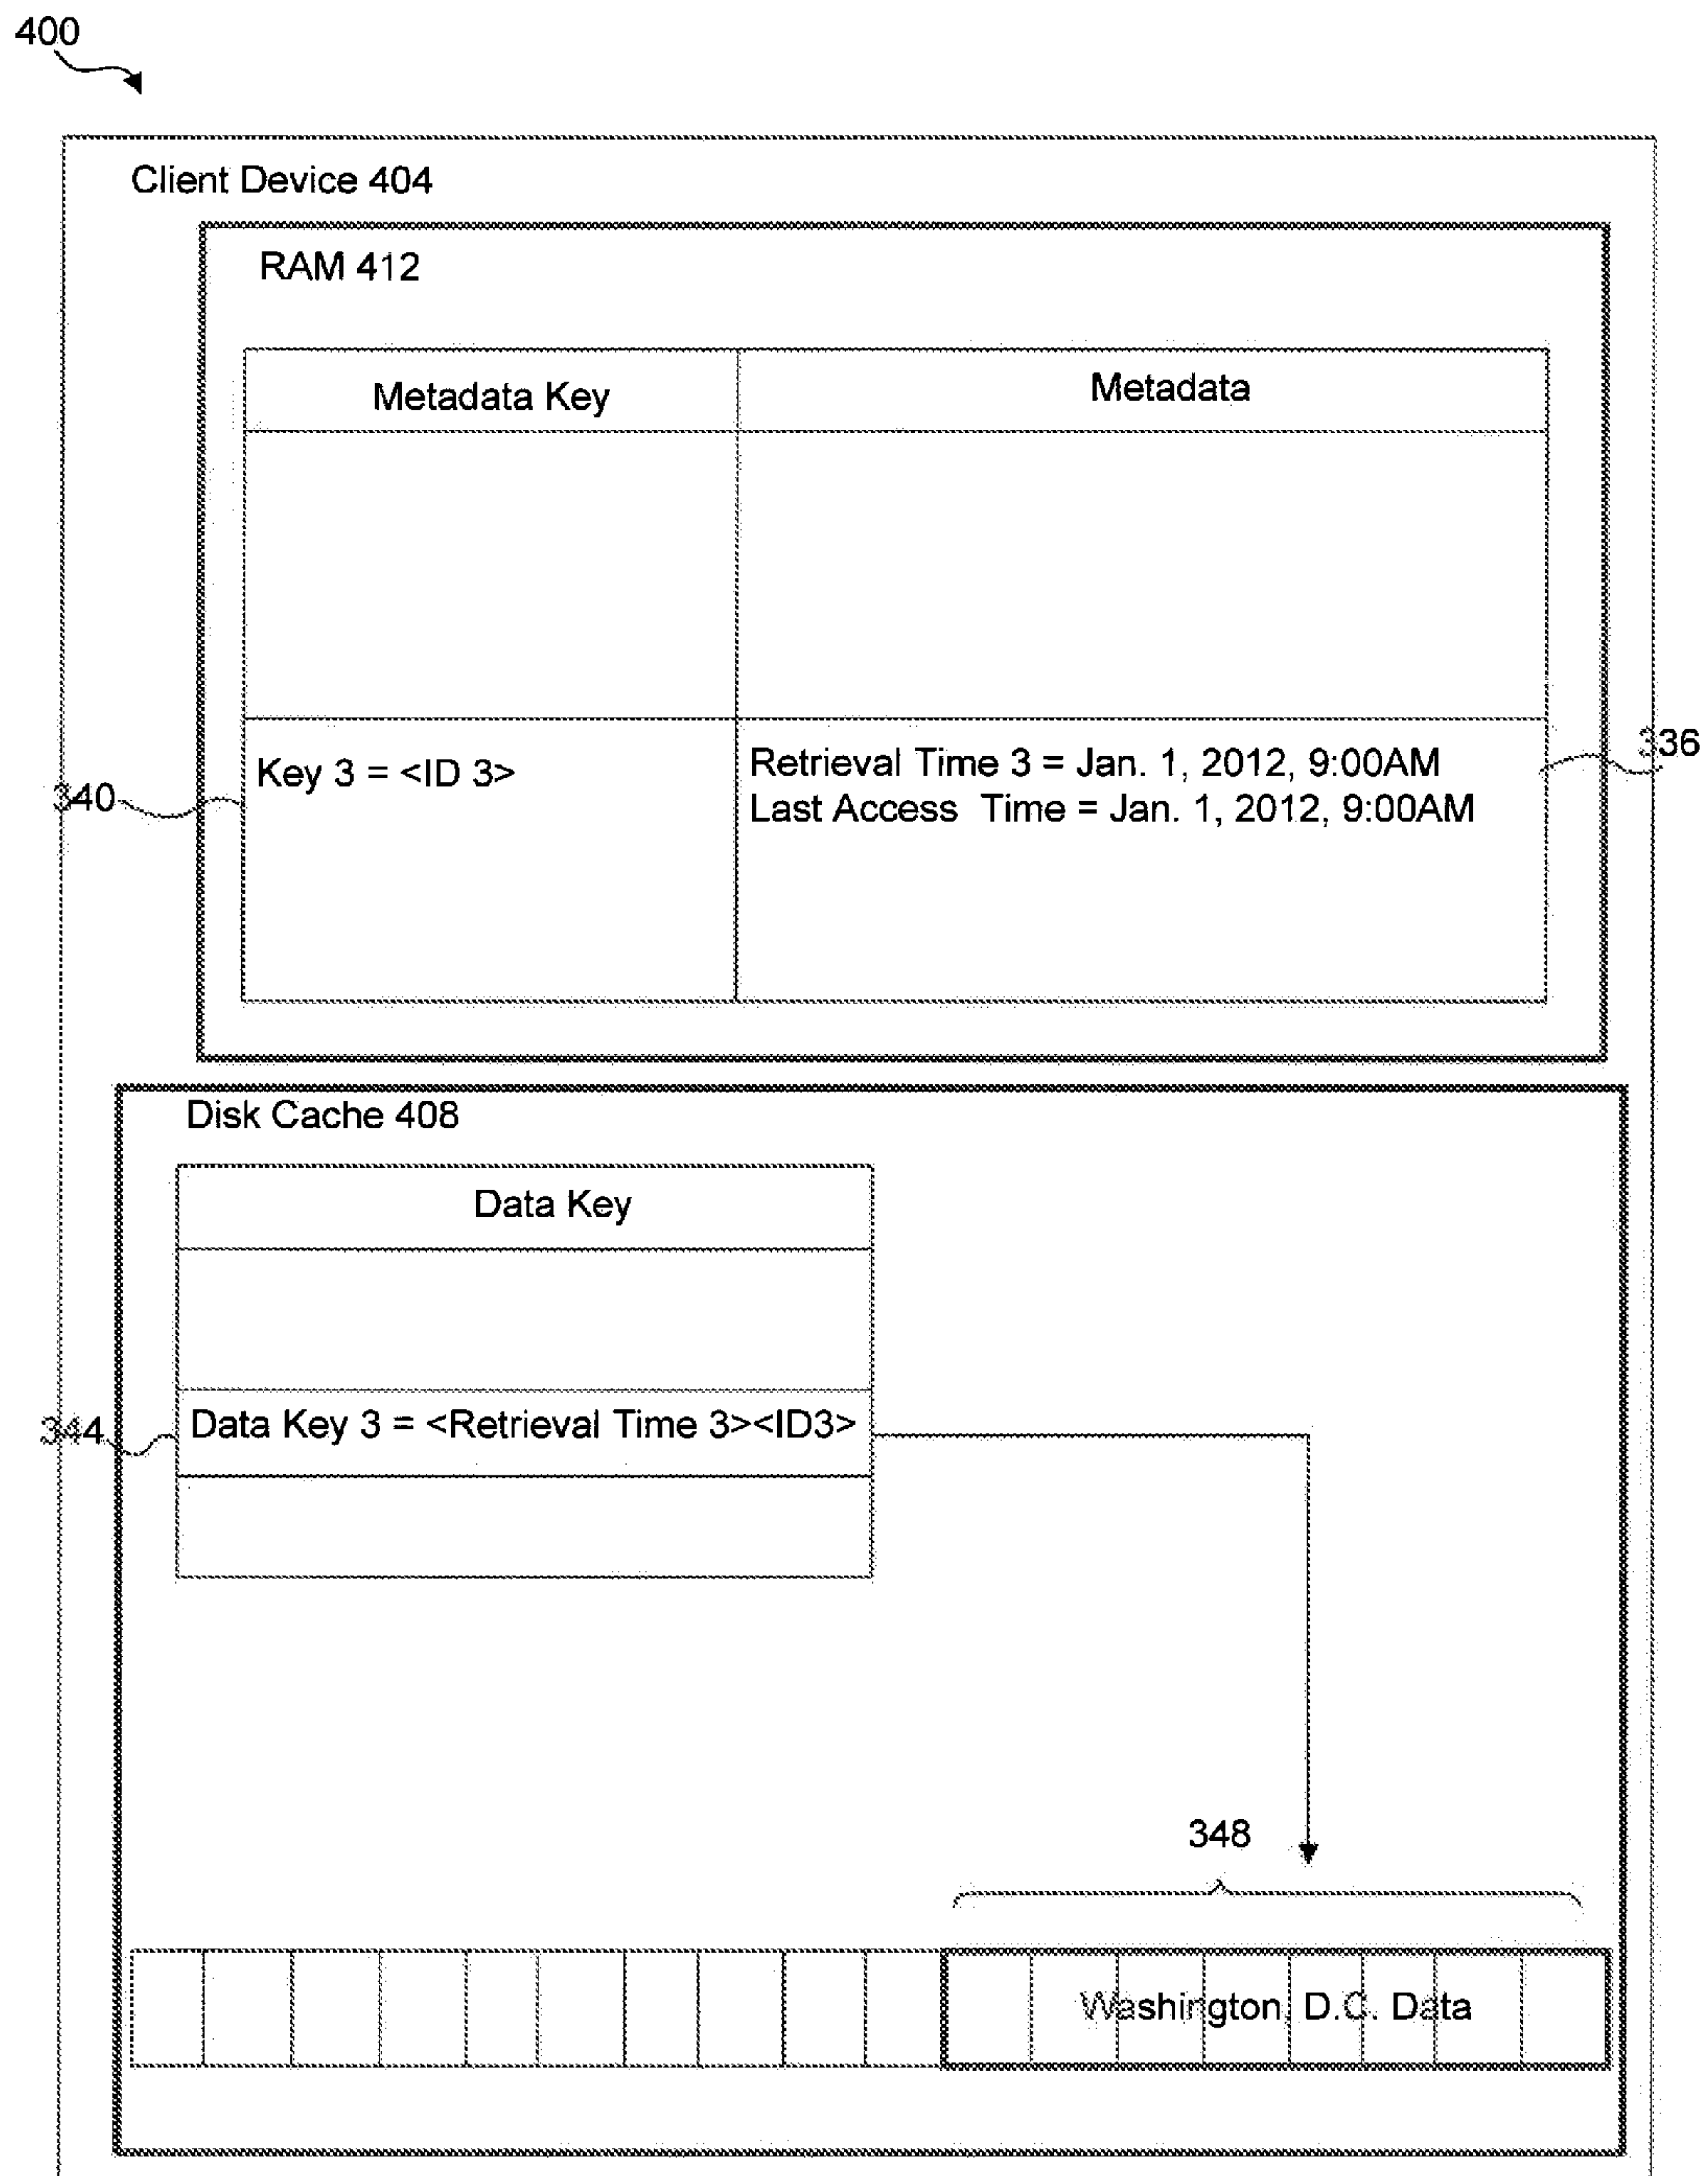 400
Client Device 404
RAM 412
Metadata Key
Metadata
Key 3 = <ID 3>
Retrieval Time 3 = Jan. 1, 2012, 9:00AM
Last Access Time = Jan. 1, 2012, 9:00AM
336
340
Disk Cache 408
Data Key
344
Data Key 3 = <Retrieval Time 3><ID3>
348
Washington, D.C. Data